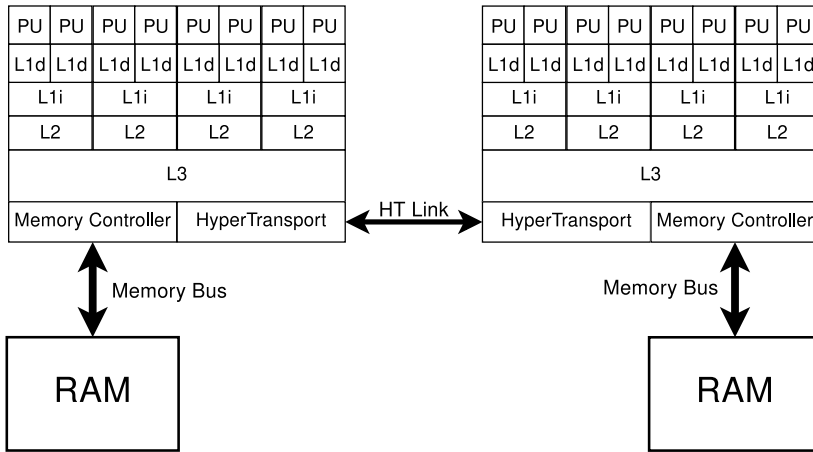 PU PU PU PU PU PU PU PU
L1d L1d L1d L1d L1d L1d L1d L1d
L1i L1i L1i L1i
L2 L2 L2 L2
L3
Memory Controller HyperTransport
HT Link
PU PU PU PU PU PU PU PU
L1d L1d L1d L1d L1d L1d L1d L1d
L1i L1i L1i L1i
L2 L2 L2 L2
L3
HyperTransport Memory Controller
Memory Bus
RAM
Memory Bus
RAM